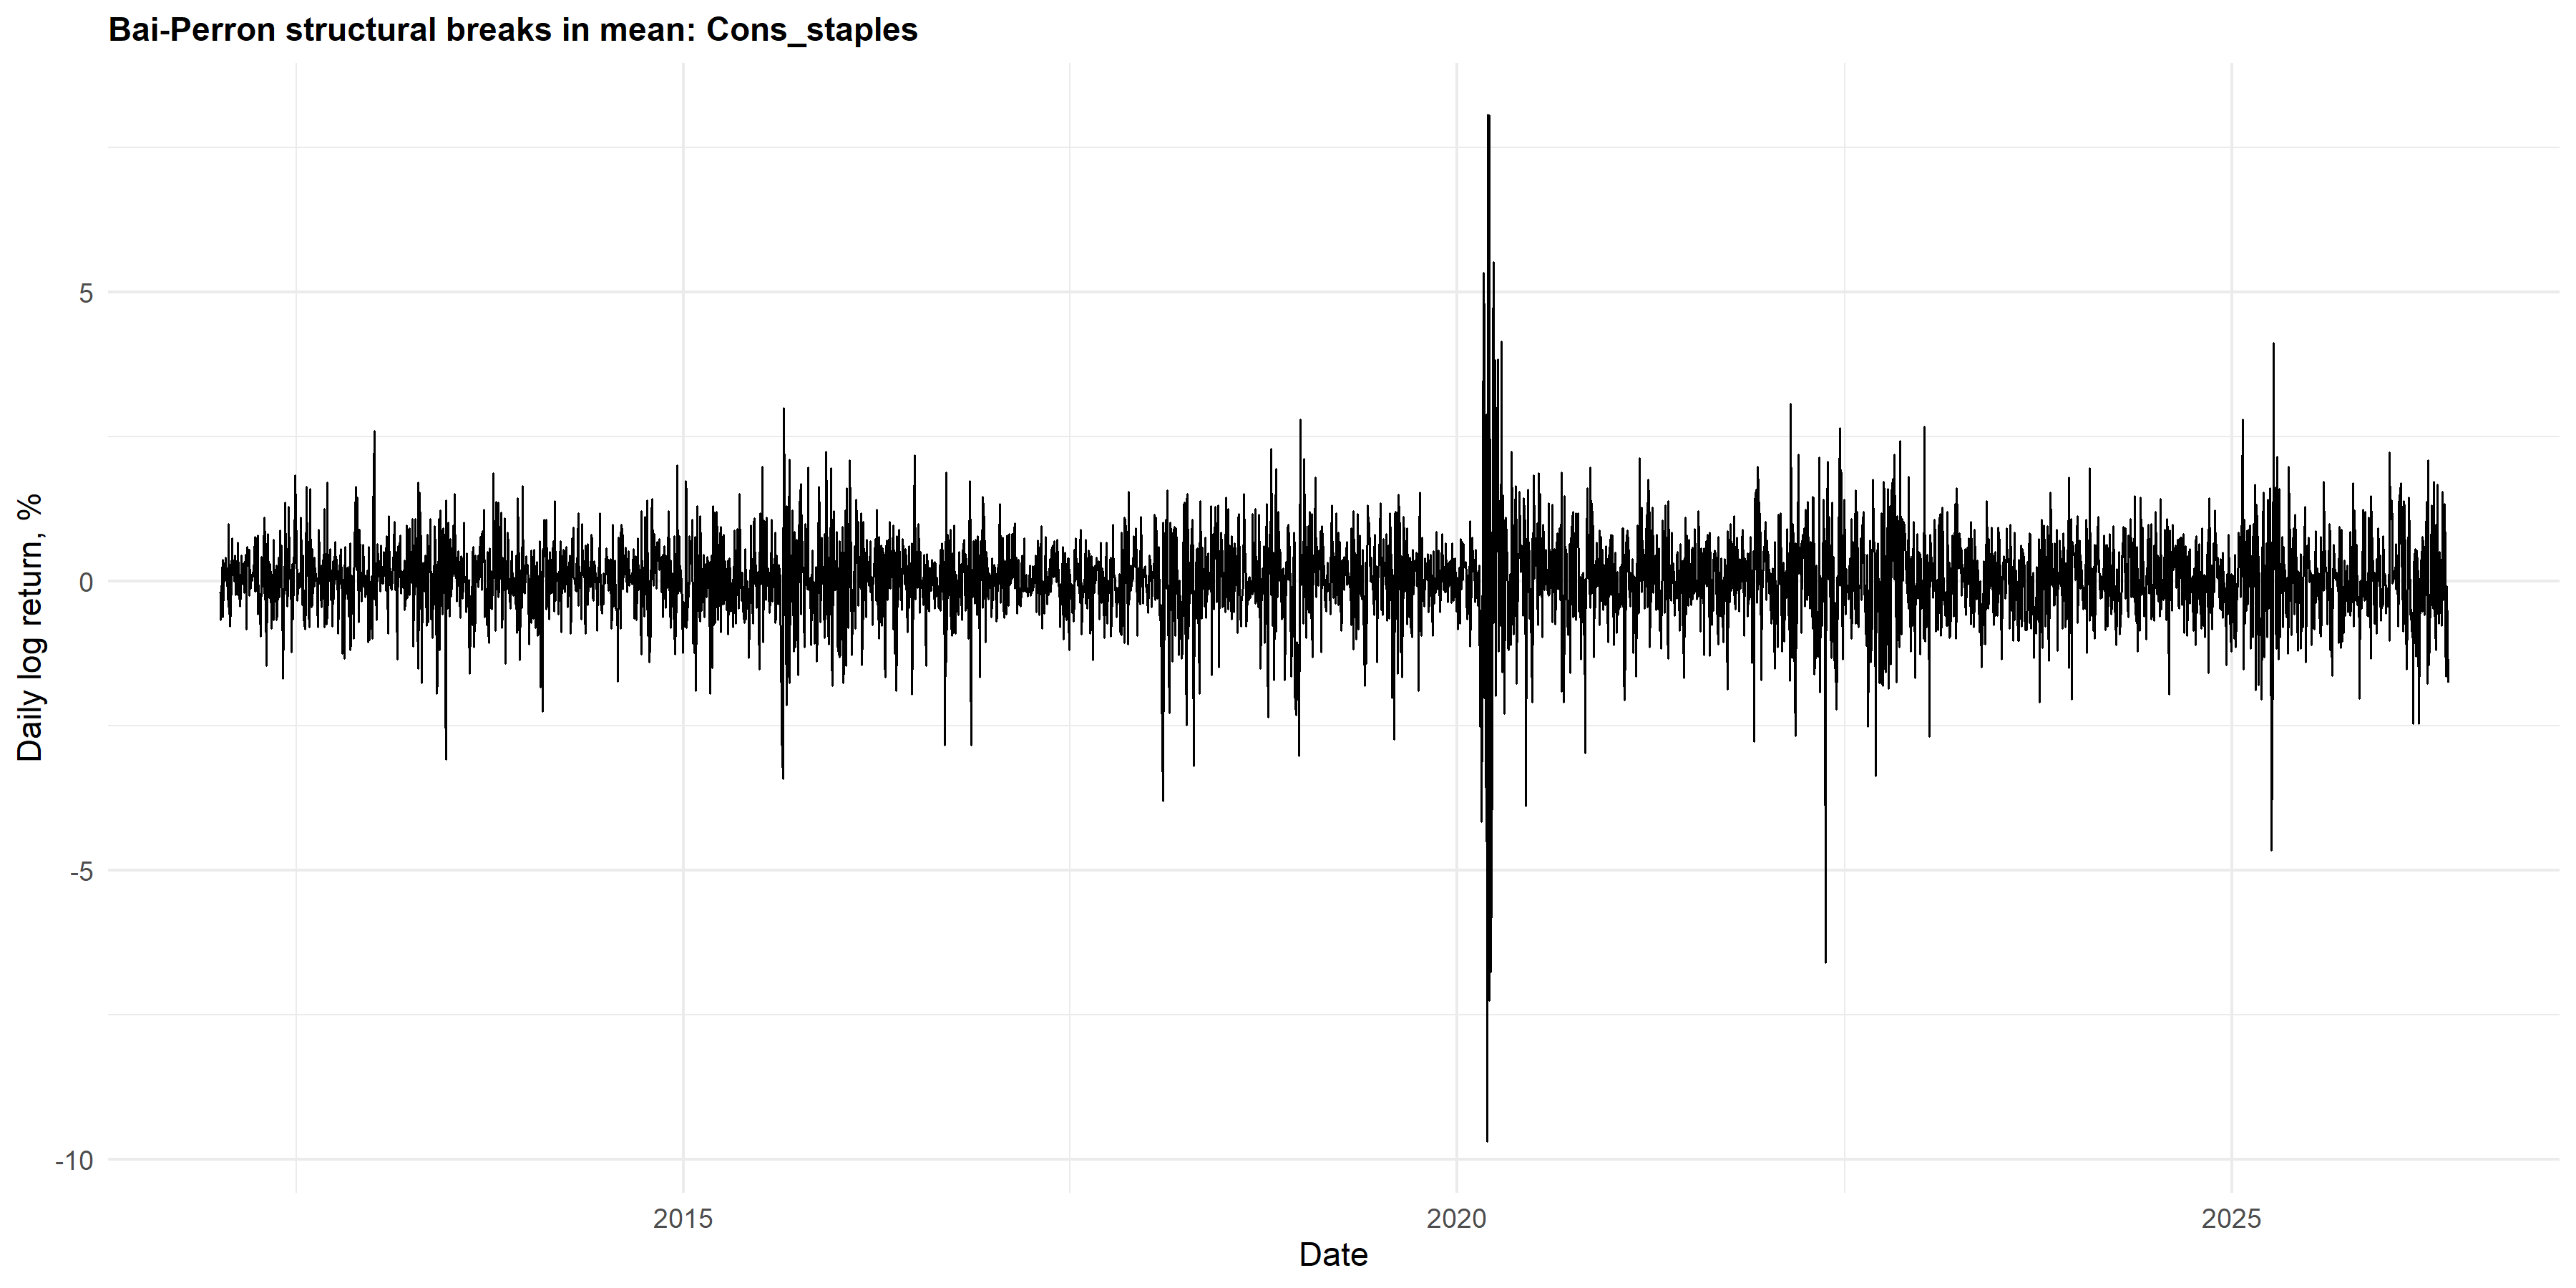 Bai-Perron structural breaks in mean: Cons_staples
Daily log return, %
5
0
-5
-10
2015
2020
2025
Date